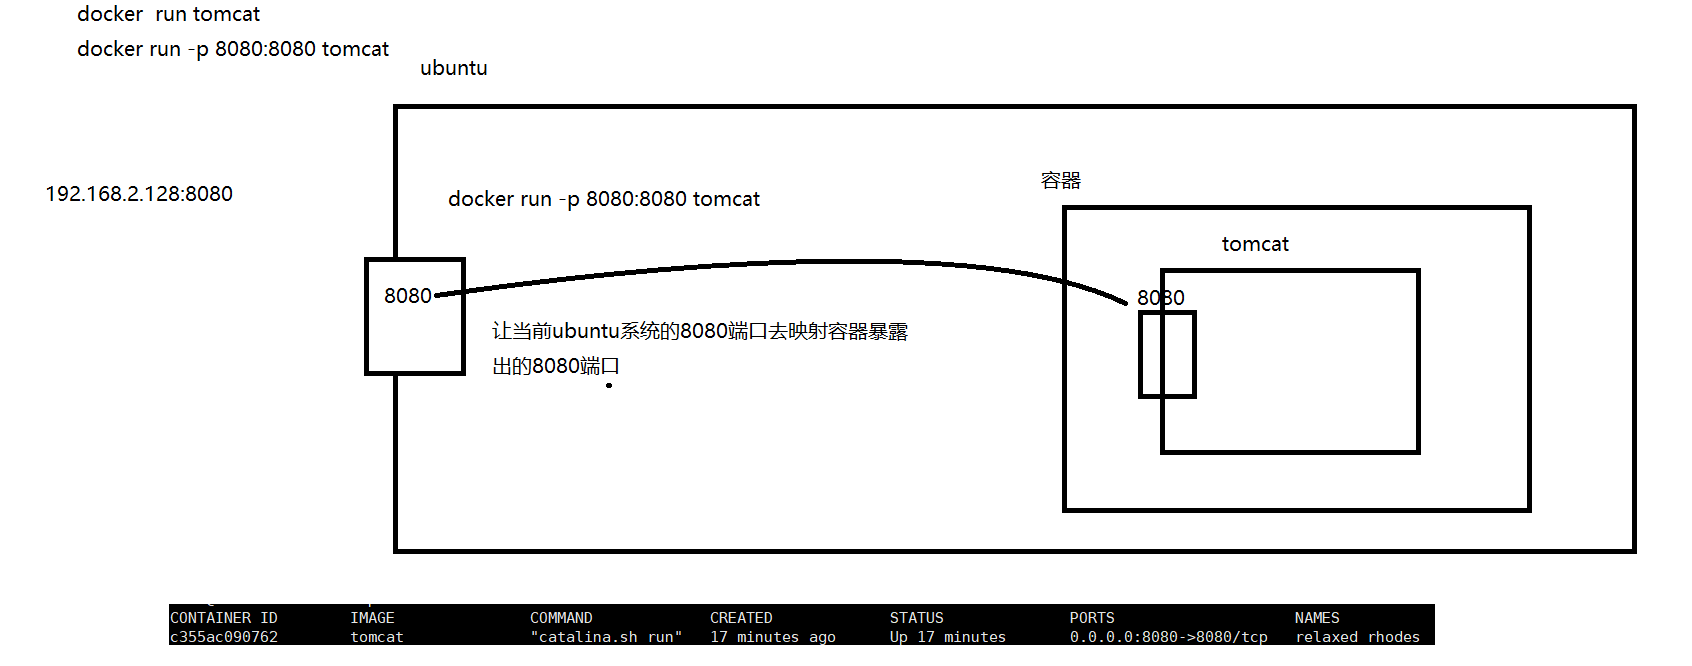 docker  run tomcat
docker run -p 8080:8080 tomcat
ubuntu
192.168.2.128:8080
docker run -p 8080:8080 tomcat
容器
tomcat
8080
8080
让当前ubuntu系统的8080端口去映射容器暴露
出的8080端口
CONTAINER ID IMAGE COMMAND CREATED STATUS PORTS NAMES
c355ac090762 tomcat "catalina.sh run" 17 minutes ago Up 17 minutes 0.0.0.0:8080->8080/tcp relaxed rhodes